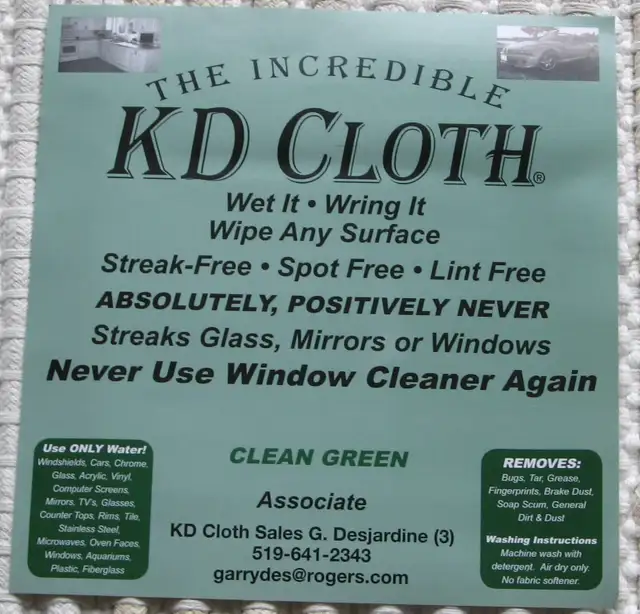 THE INCREDIBLE
KD CLOTH®
Wet It • Wring It
Wipe Any Surface
Streak-Free • Spot Free • Lint Free
ABSOLUTELY, POSITIVELY NEVER
Streaks Glass, Mirrors or Windows
Never Use Window Cleaner Again
Use ONLY Water!
Windshields, Cars, Chrome,
Glass, Acrylic, Vinyl,
Computer Screens,
Mirrors, TV's, Glasses,
Counter Tops, Rims, Tile,
Stainless Steel,
Microwaves, Oven Faces,
Windows, Aquariums,
Plastic, Fiberglass
CLEAN GREEN
Associate
KD Cloth Sales G. Desjardine (3)
519-641-2343
garrydes@rogers.com
REMOVES:
Bugs, Tar, Grease,
Fingerprints, Brake Dust,
Soap Scum, General
Dirt & Dust
Washing Instructions
Machine wash with
detergent. Air dry only.
No fabric softener.